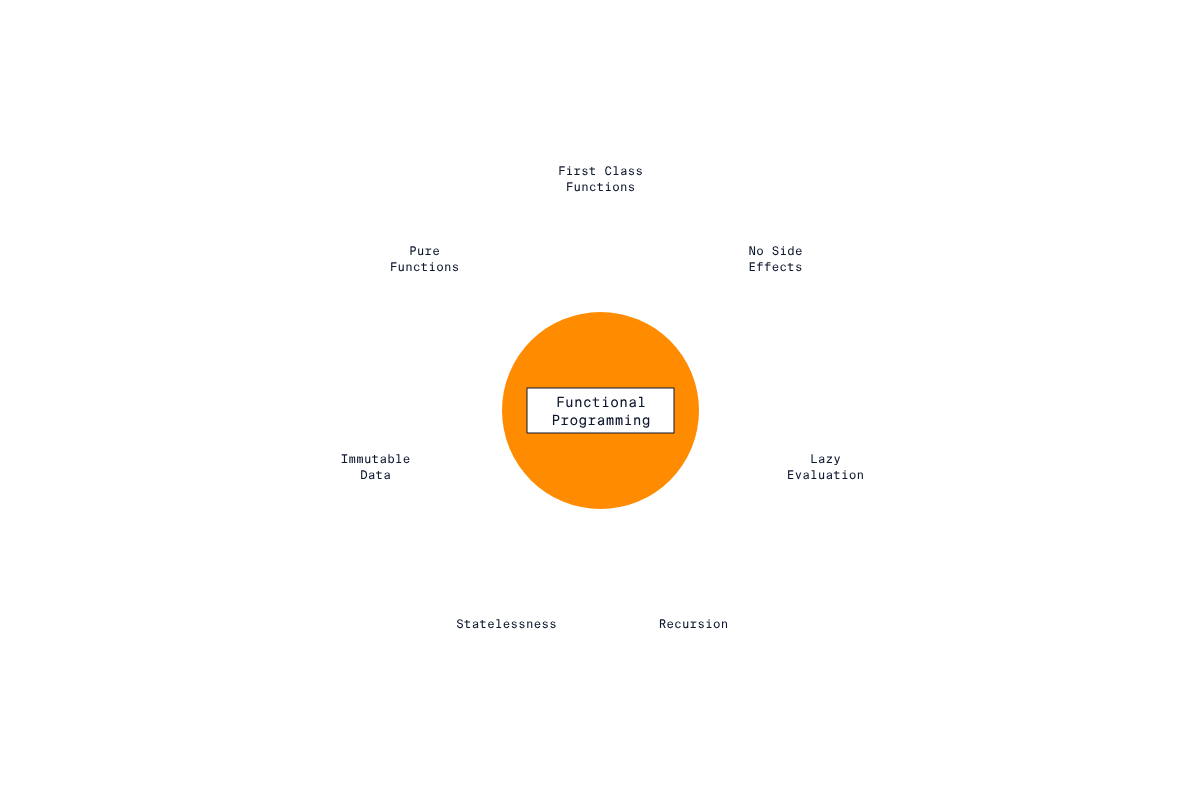 First Class
Functions
Pure
Functions
No Side
Effects
Functional
Programming
Immutable
Data
Lazy
Evaluation
Statelessness
Recursion